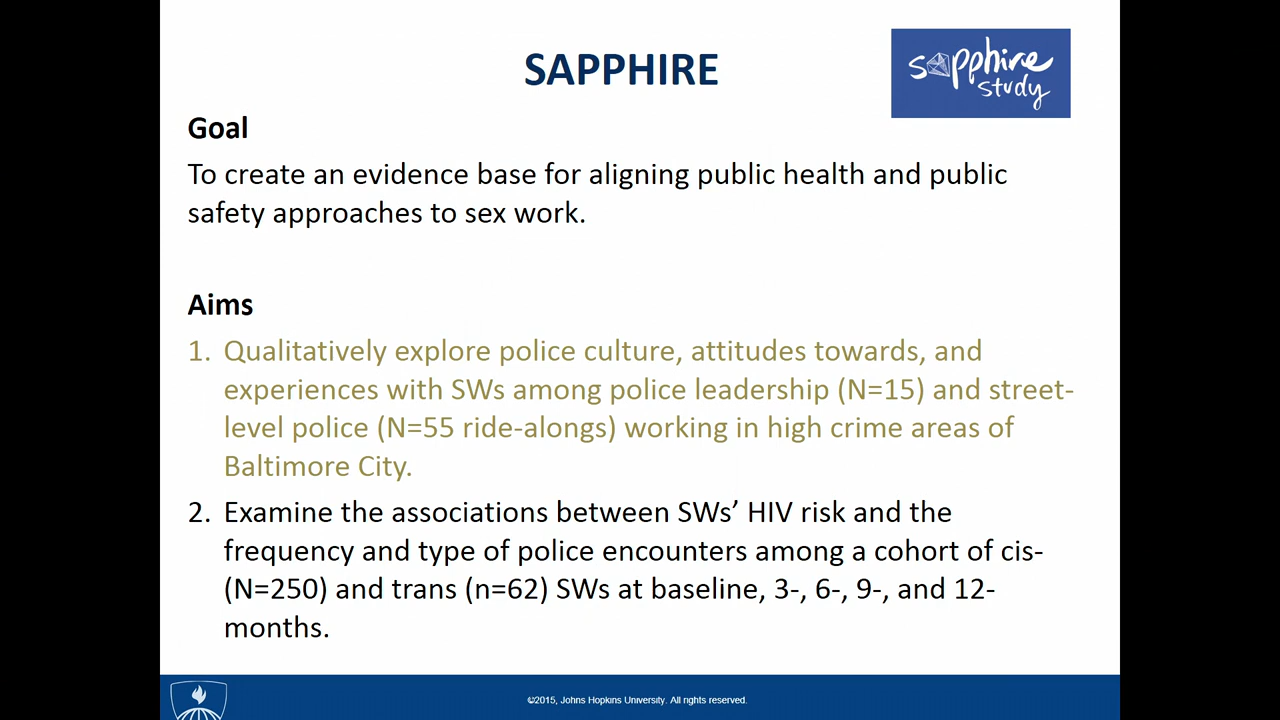 SAPPHIRE
sapphire
study
Goal
To create an evidence base for aligning public health and public
safety approaches to sex work.
Aims
1. Qualitatively explore police culture, attitudes towards, and
experiences with SWs among police leadership (N=15) and street-
level police (N=55 ride-alongs) working in high crime areas of
Baltimore City.
2. Examine the associations between SWs’ HIV risk and the
frequency and type of police encounters among a cohort of cis-
(N=250) and trans (n=62) SWs at baseline, 3-, 6-, 9-, and 12-
months.
©2015, Johns Hopkins University. All rights reserved.